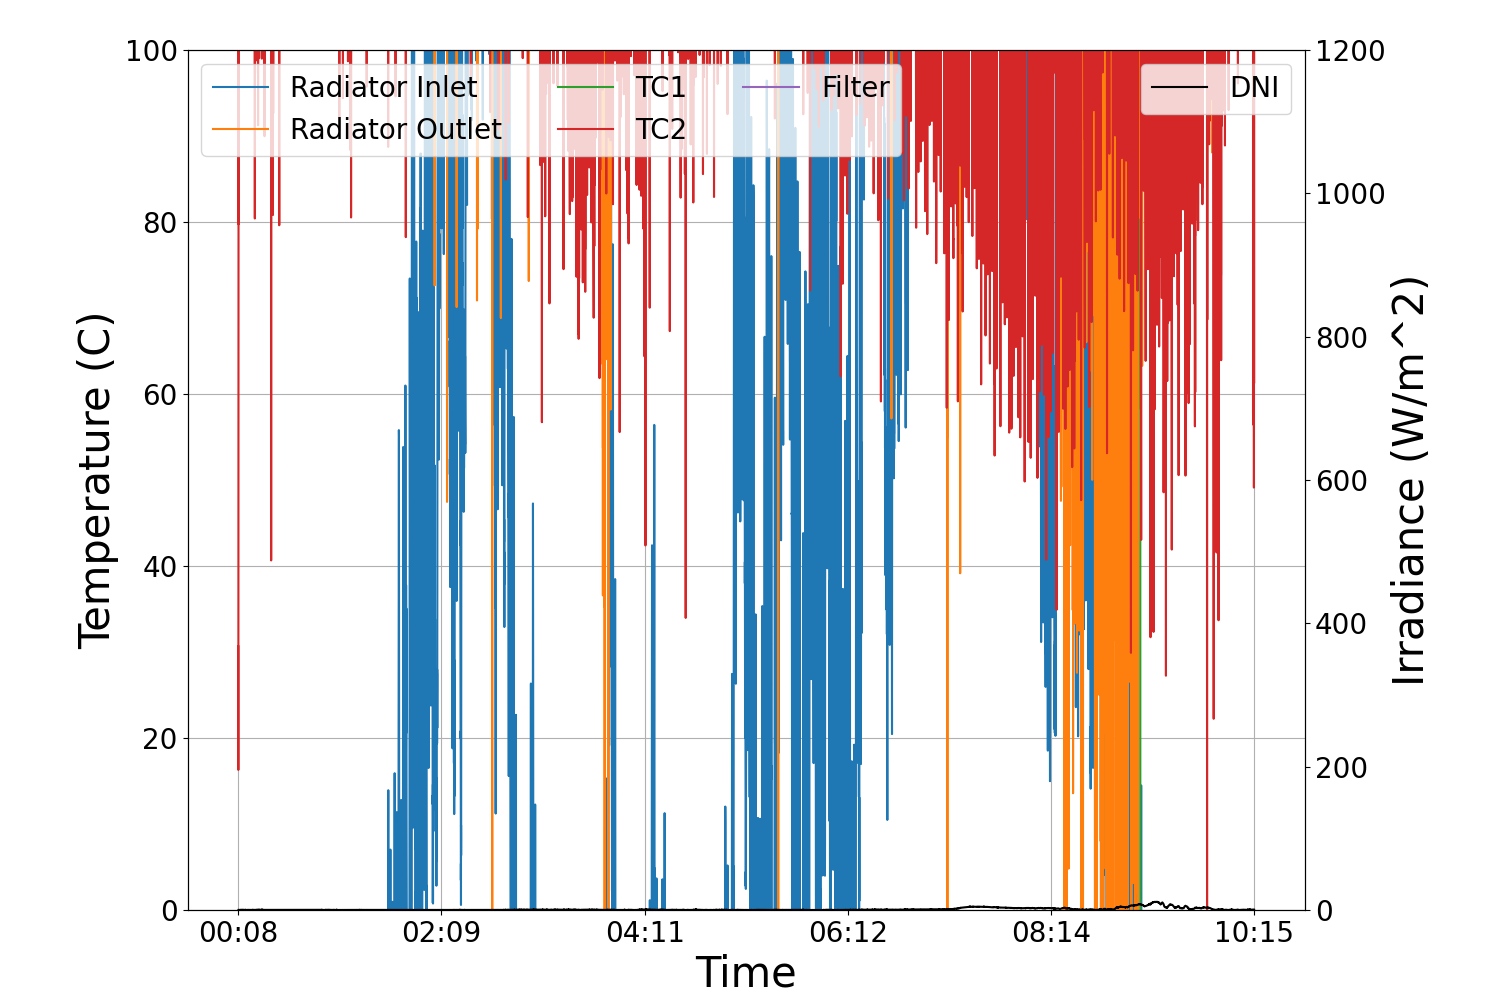 Radiator Inlet
Radiator Outlet
TC1
TC2
Filter
DNI
Temperature (C)
100
80
60
40
20
0
1200
1000
800
600
400
200
0
Irradiance (W/m^2)
00:08 02:09 04:11 06:12 08:14 10:15
Time